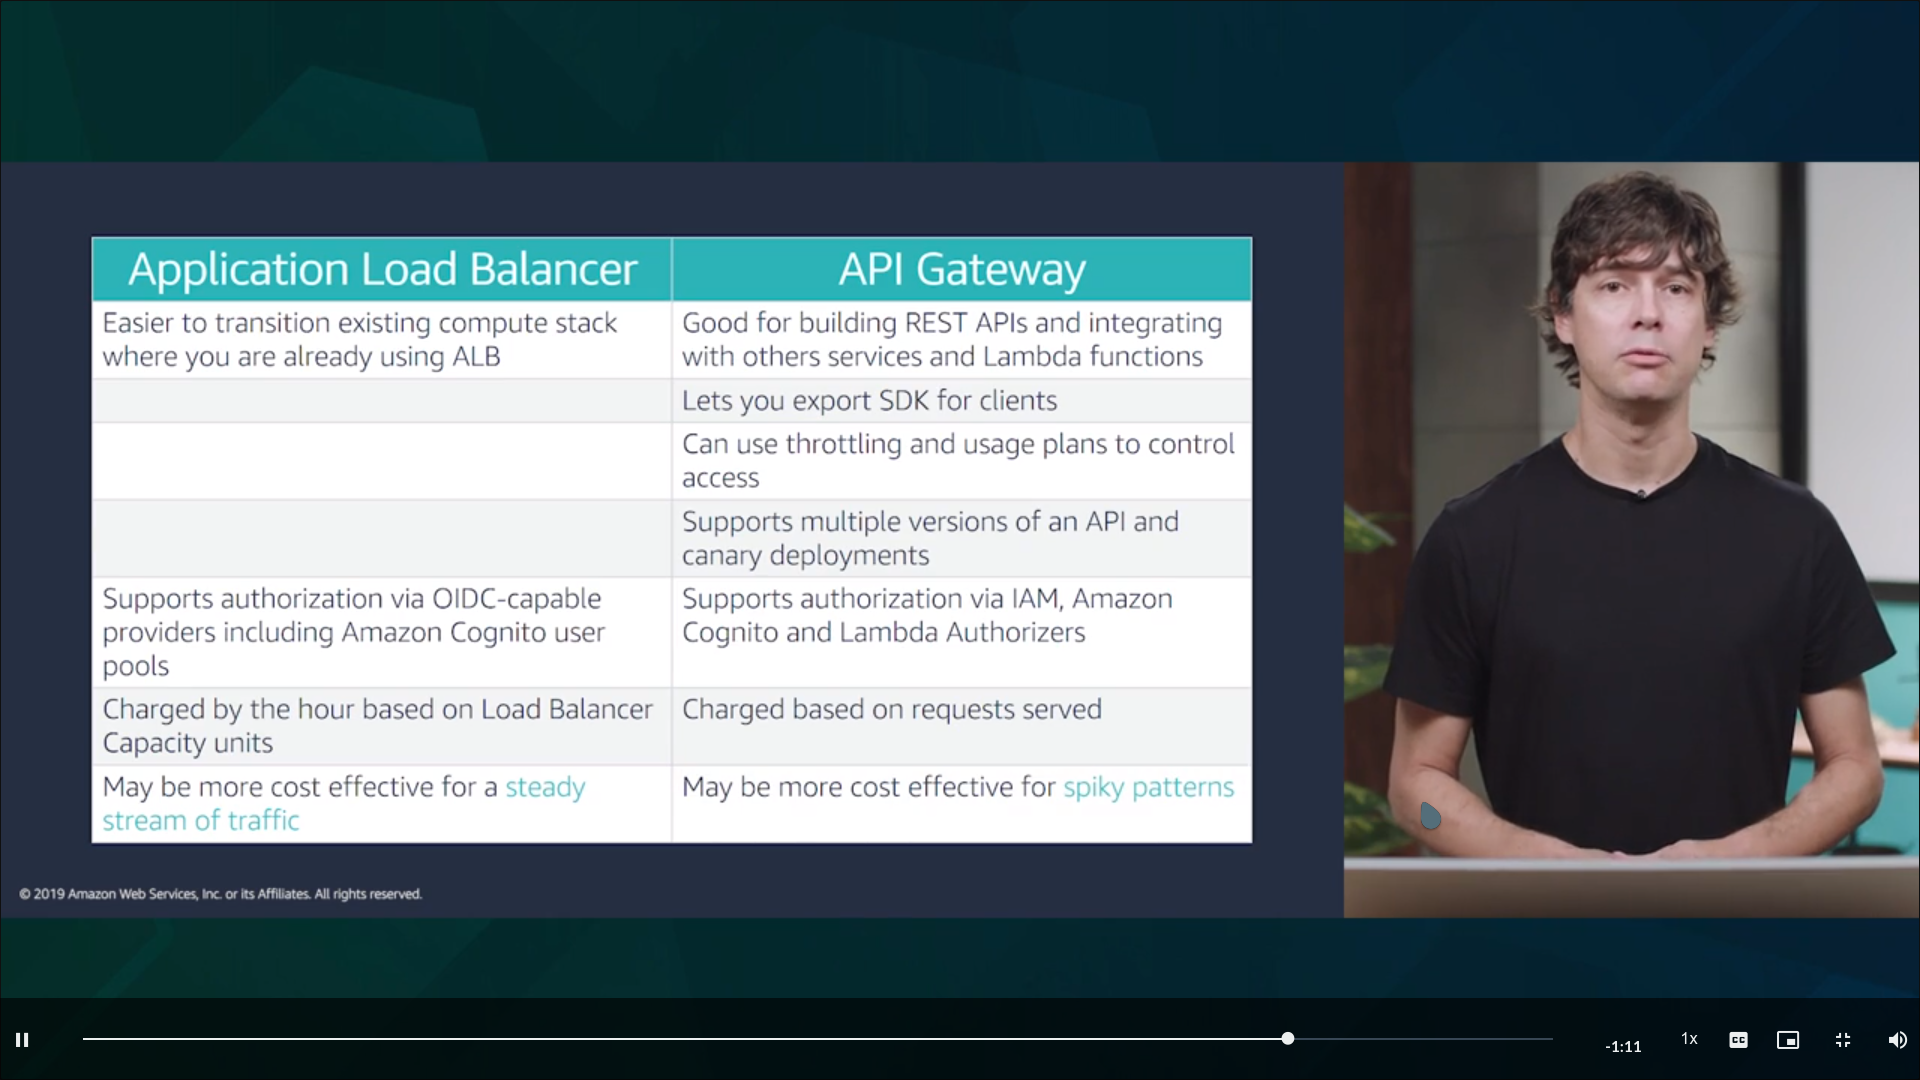 Application Load Balancer
API Gateway
Easier to transition existing compute stack
where you are already using ALB
Good for building REST APIs and integrating
with others services and Lambda functions
Lets you export SDK for clients
Can use throttling and usage plans to control
access
Supports multiple versions of an API and
canary deployments
Supports authorization via OIDC-capable
providers including Amazon Cognito user
pools
Supports authorization via IAM, Amazon
Cognito and Lambda Authorizers
Charged by the hour based on Load Balancer
Capacity units
Charged based on requests served
May be more cost effective for a steady
stream of traffic
May be more cost effective for spiky patterns
© 2019 Amazon Web Services, Inc. or its Affiliates. All rights reserved.
-1:11
1x
CC